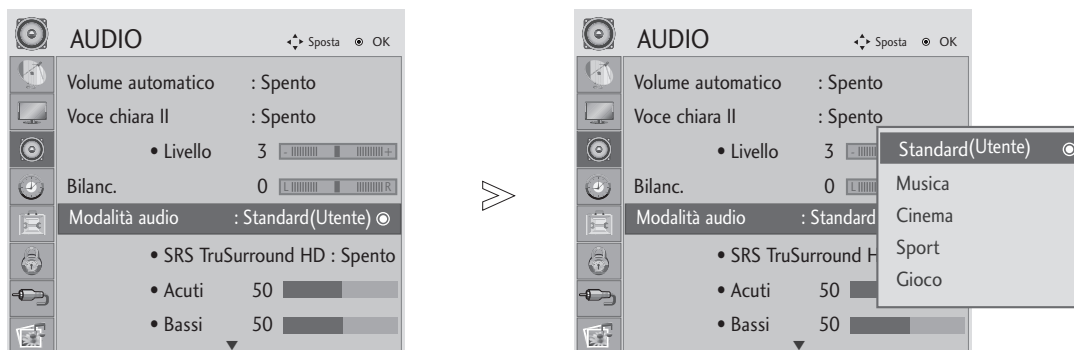 AUDIO Sposta OK
Volume automatico : Spento
Voce chiara II : Spento
• Livello 3 - +
Bilanc. 0 L R
Modalità audio : Standard(Utente)
• SRS TruSurround HD : Spento
• Acuti 50
• Bassi 50
AUDIO Sposta OK
Volume automatico : Spento
Voce chiara II : Spento
• Livello 3 -
Bilanc. 0 L
Modalità audio : Standard
• SRS TruSurround H
• Acuti 50
• Bassi 50
Standard(Utente)
Musica
Cinema
Sport
Gioco